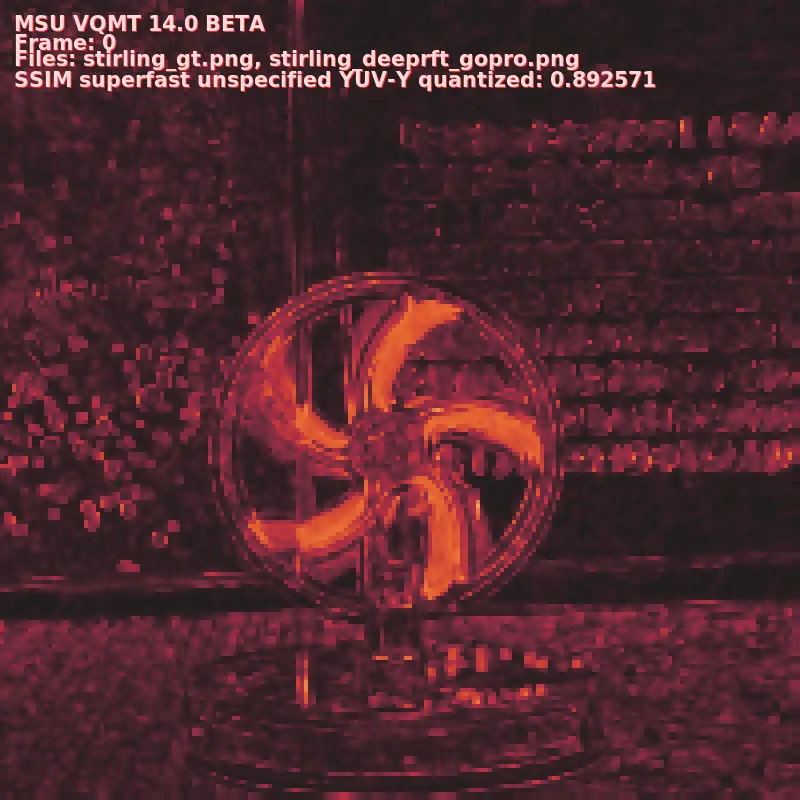 MSU VQMT 14.0 BETA
Frame: 0
Files: stirling_gt.png, stirling_deeprft_gopro.png
SSIM superfast unspecified YUV-Y quantized: 0.892571